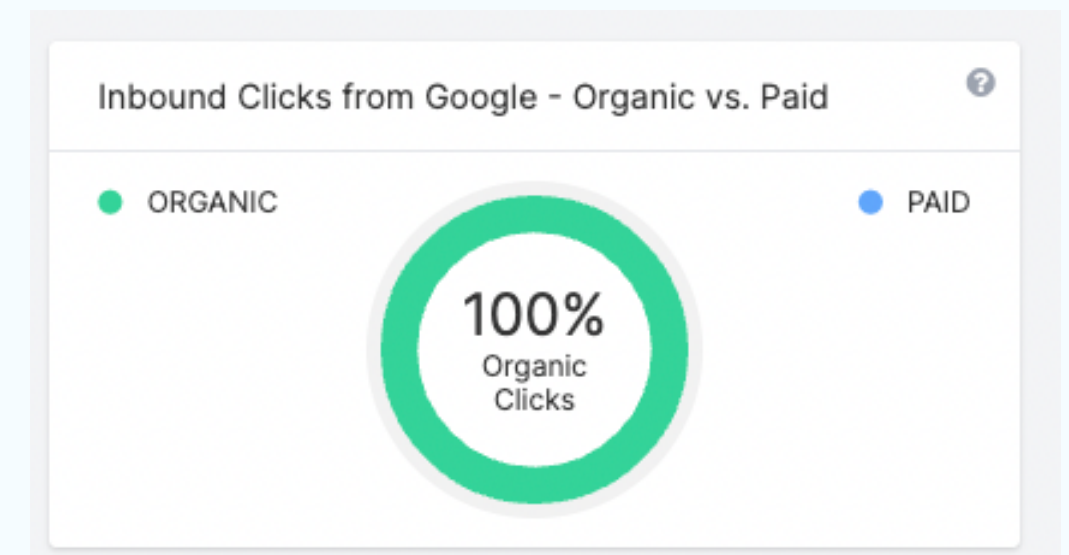 Inbound Clicks from Google - Organic vs. Paid
?
ORGANIC
PAID
100%
Organic
Clicks